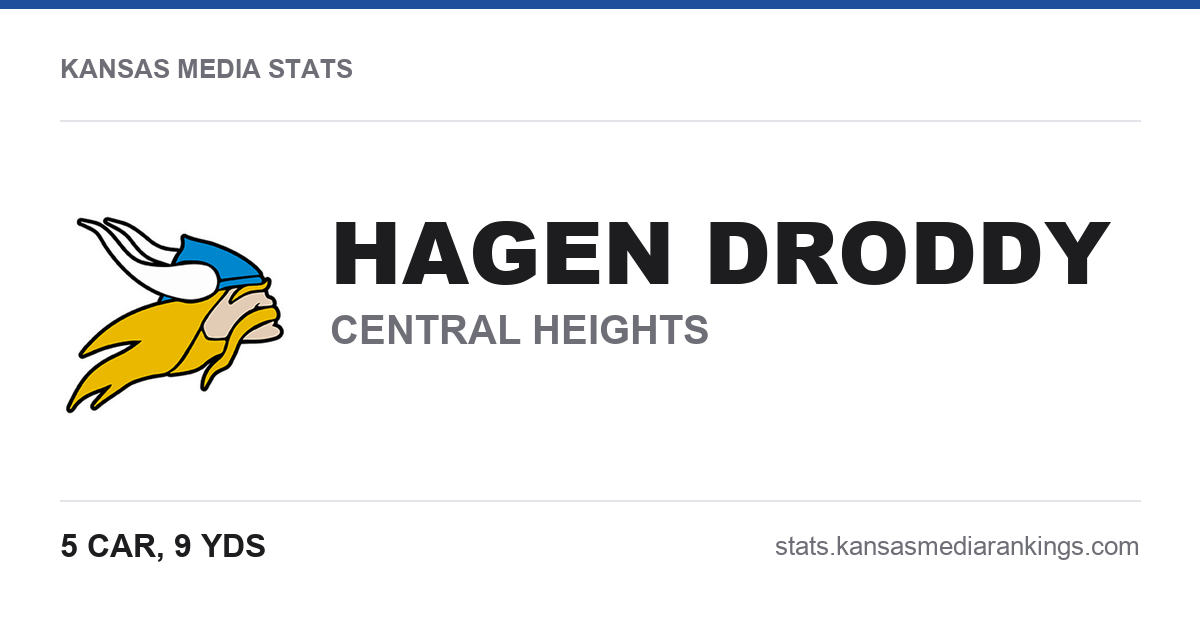 KANSAS MEDIA STATS
HAGEN DRODDY
CENTRAL HEIGHTS
5 CAR, 9 YDS
stats.kansasmediarankings.com